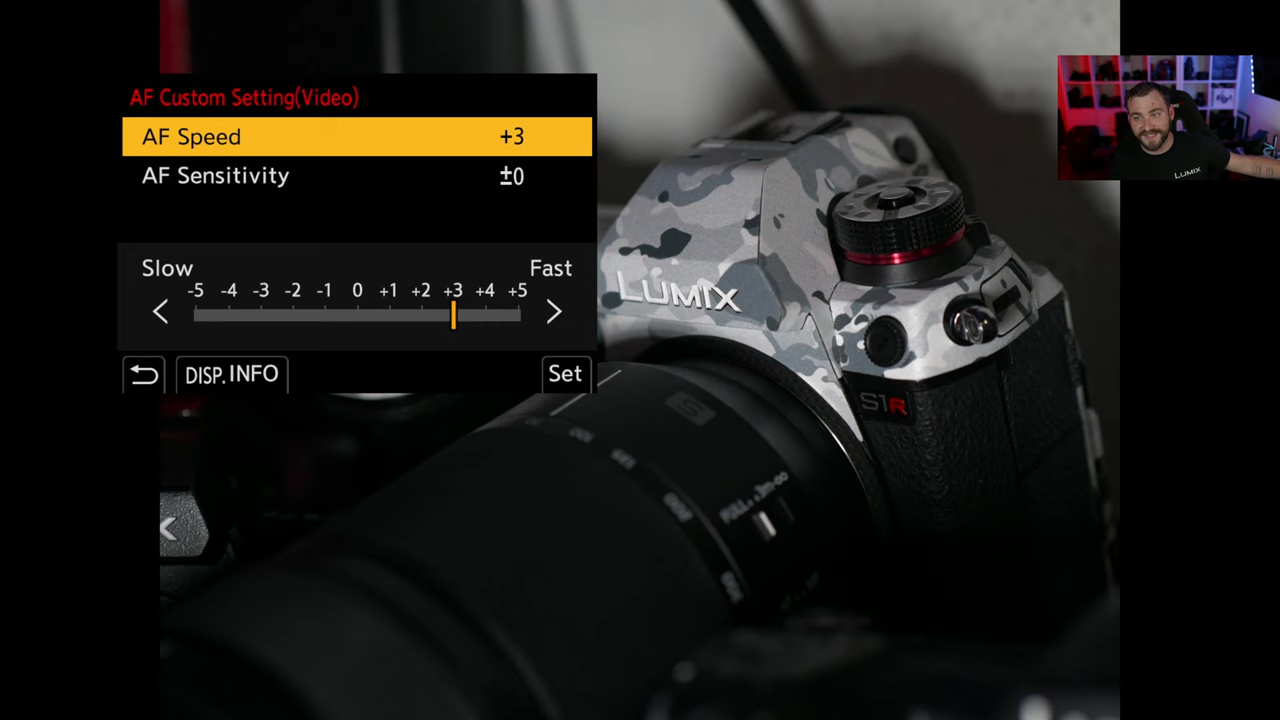 AF Custom Setting(Video)
AF Speed +3
AF Sensitivity ±0
Slow Fast
-5 -4 -3 -2 -1 0 +1 +2 +3 +4 +5
DISP. INFO
Set
LUMIX
S1R
S
FULL
LUMIX